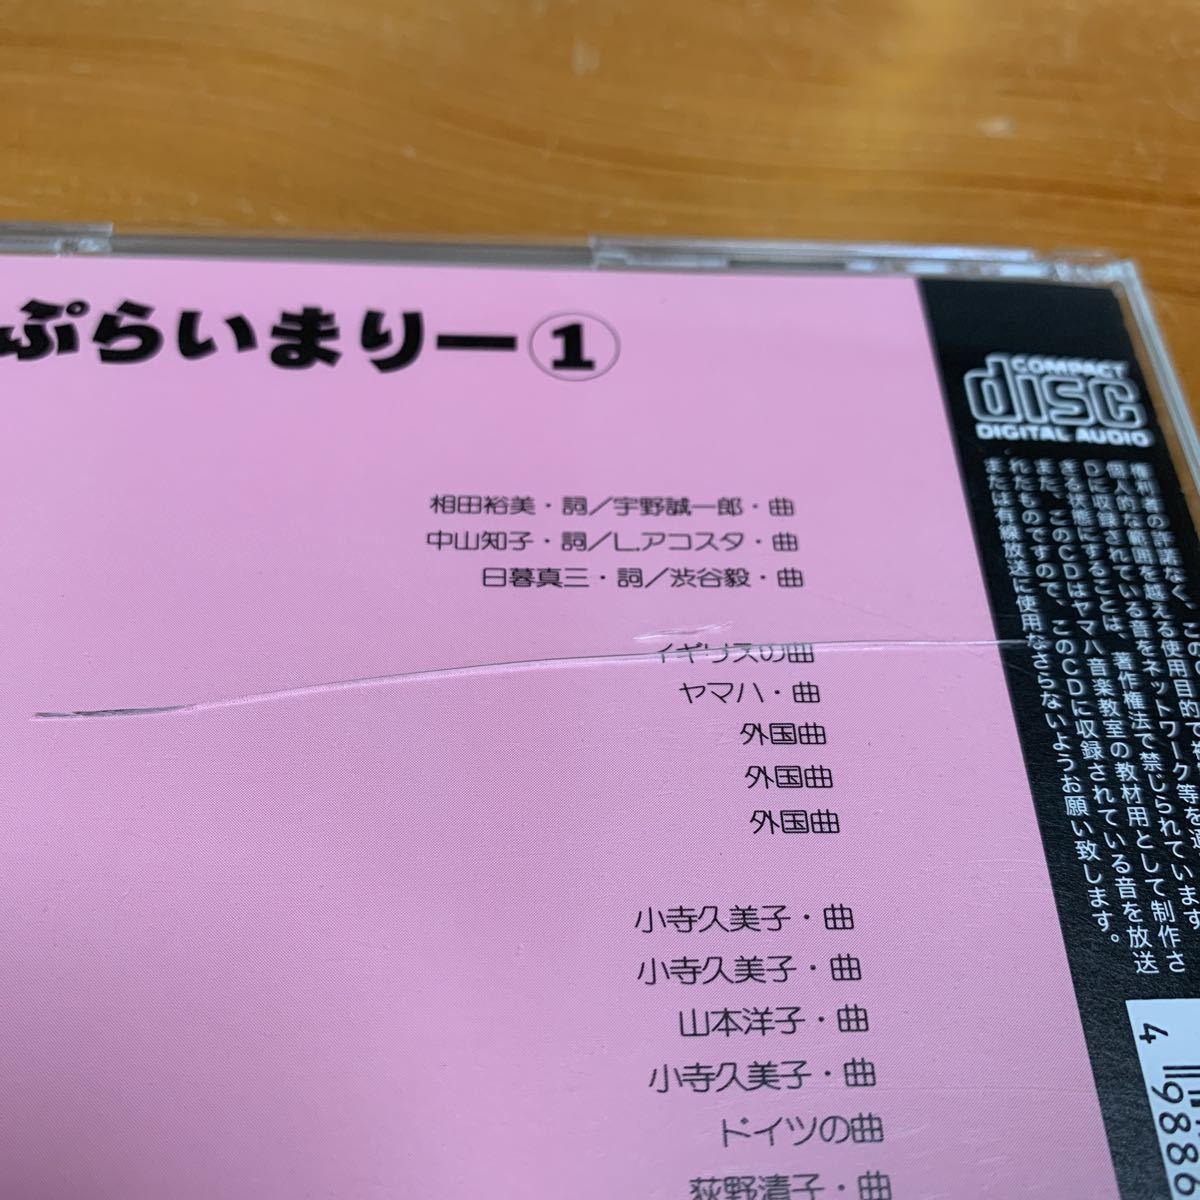 ぷらいまりー①
COMPACT
disc
DIGITAL AUDIO
相田裕美・詞／宇野誠一郎・曲
中山知子・詞／L.アコスタ・曲
日暮真三・詞／渋谷毅・曲
イギリスの曲
ヤマハ・曲
外国曲
外国曲
外国曲
小寺久美子・曲
小寺久美子・曲
山本洋子・曲
小寺久美子・曲
ドイツの曲
荻野清子・曲
権利者の許諾なく、この
個人的な範囲を越える使用目的で複
Dに収録されている音をネットワーク等を通
きる状態にすることは、著作権法で禁じられています。
また、このCDはヤマハ音楽教室の教材用として制作さ
れたものですので、このCDに収録されている音を放送
または有線放送に使用なさらないようお願い致します。
4
9886